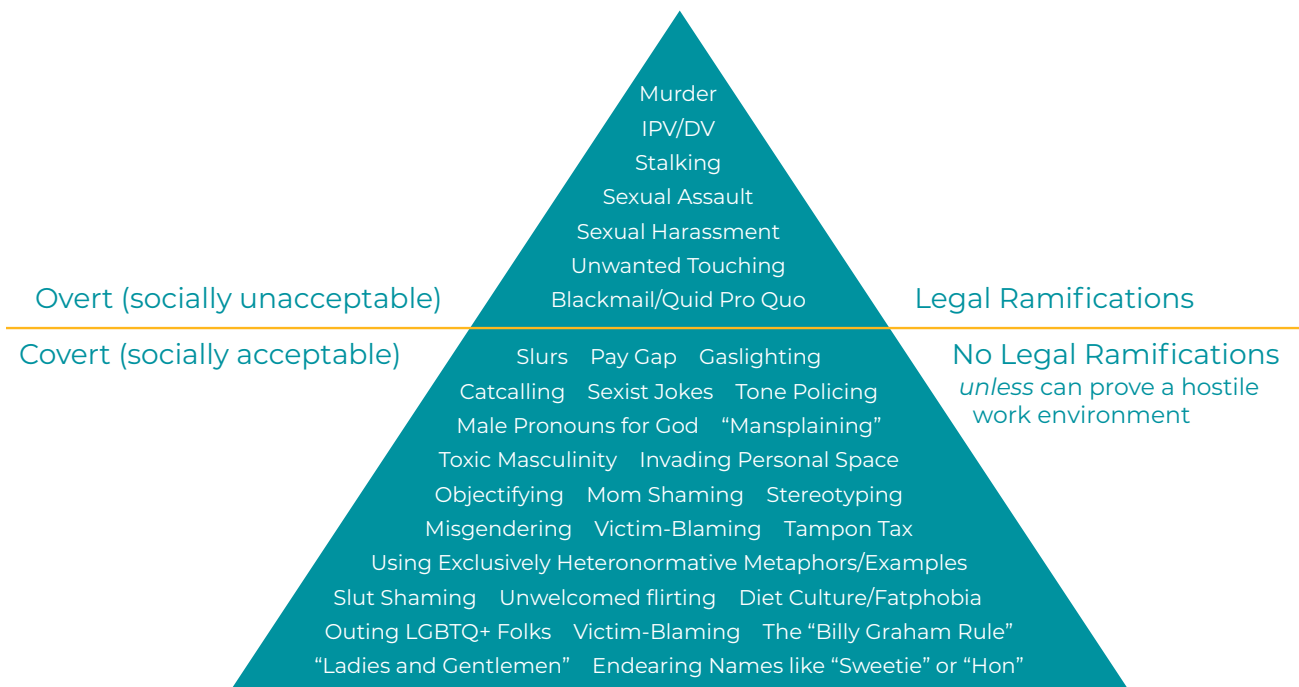 Murder
IPV/DV
Stalking
Sexual Assault
Sexual Harassment
Unwanted Touching
Blackmail/Quid Pro Quo
Overt (socially unacceptable)
Legal Ramifications
Covert (socially acceptable)
No Legal Ramifications
unless can prove a hostile
work environment
Slurs Pay Gap Gaslighting
Catcalling Sexist Jokes Tone Policing
Male Pronouns for God “Mansplaining”
Toxic Masculinity Invading Personal Space
Objectifying Mom Shaming Stereotyping
Misgendering Victim-Blaming Tampon Tax
Using Exclusively Heteronormative Metaphors/Examples
Slut Shaming Unwelcomed flirting Diet Culture/Fatphobia
Outing LGBTQ+ Folks Victim-Blaming The “Billy Graham Rule”
“Ladies and Gentlemen” Endearing Names like “Sweetie” or “Hon”